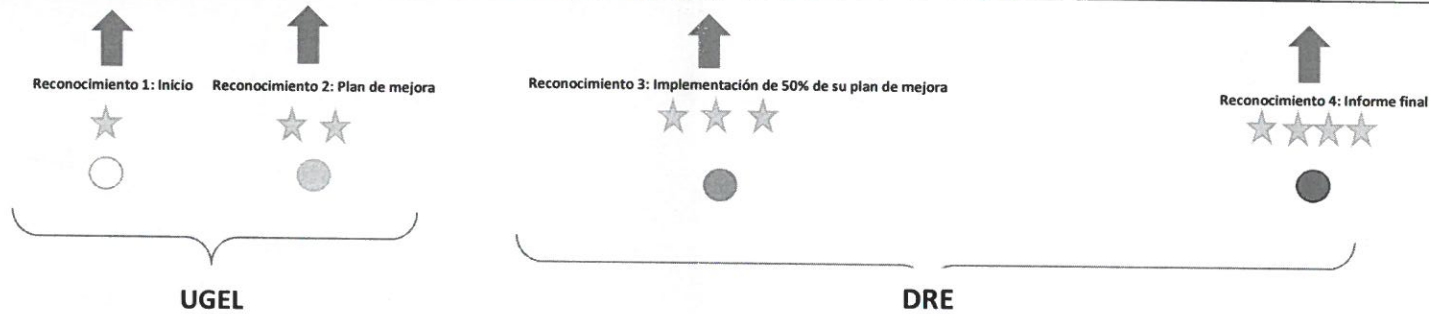 Reconocimiento 1: Inicio
Reconocimiento 2: Plan de mejora
Reconocimiento 3: Implementación de 50% de su plan de mejora
Reconocimiento 4: Informe final
UGEL
DRE